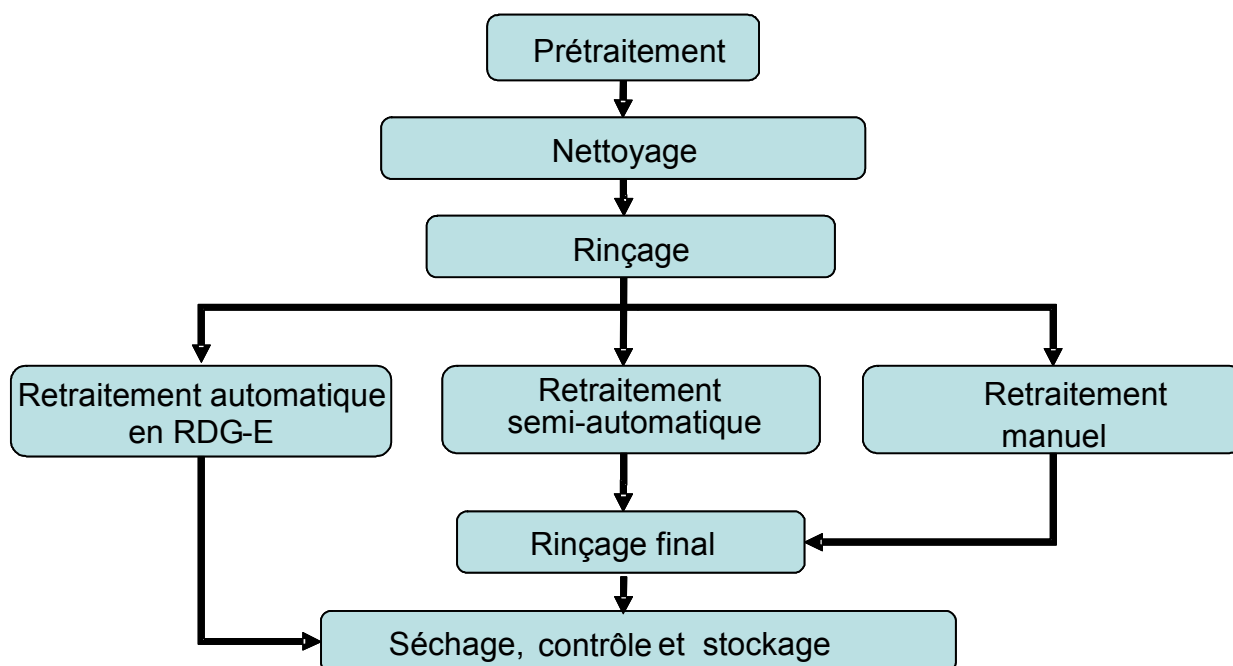 Prétraitement
Nettoyage
Rinçage
Retraitement automatique
en RDG-E
Retraitement
semi-automatique
Retraitement
manuel
Rinçage final
Séchage, contrôle et stockage